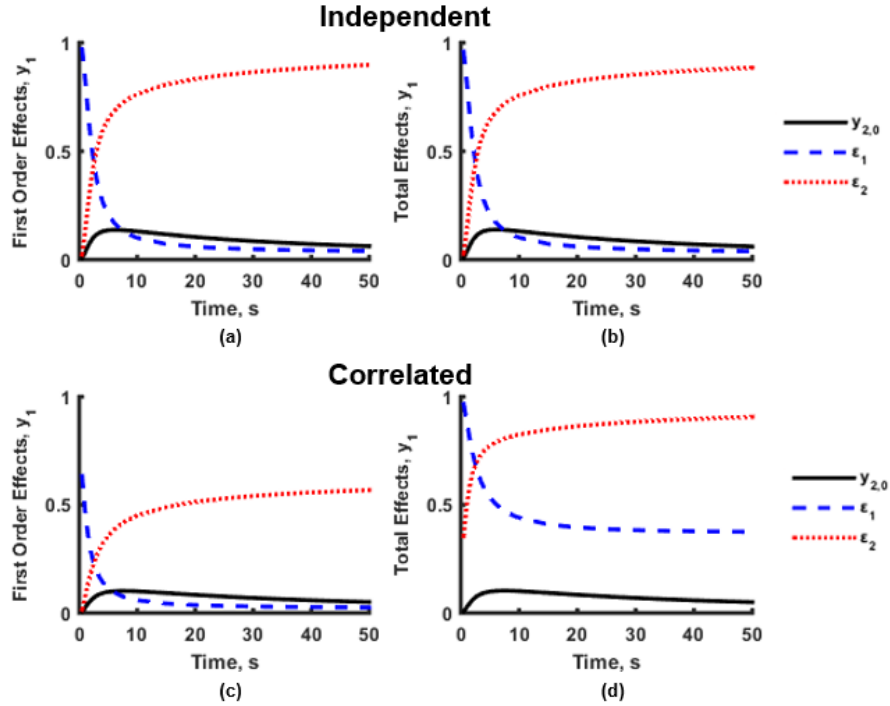 Independent
First Order Effects, y1
1
0.5
0
0 10 20 30 40 50
Time, s
(a)
Total Effects, y1
1
0.5
0
0 10 20 30 40 50
Time, s
(b)
y2,0
ε1
ε2
Correlated
First Order Effects, y1
1
0.5
0
0 10 20 30 40 50
Time, s
(c)
Total Effects, y1
1
0.5
0
0 10 20 30 40 50
Time, s
(d)
y2,0
ε1
ε2